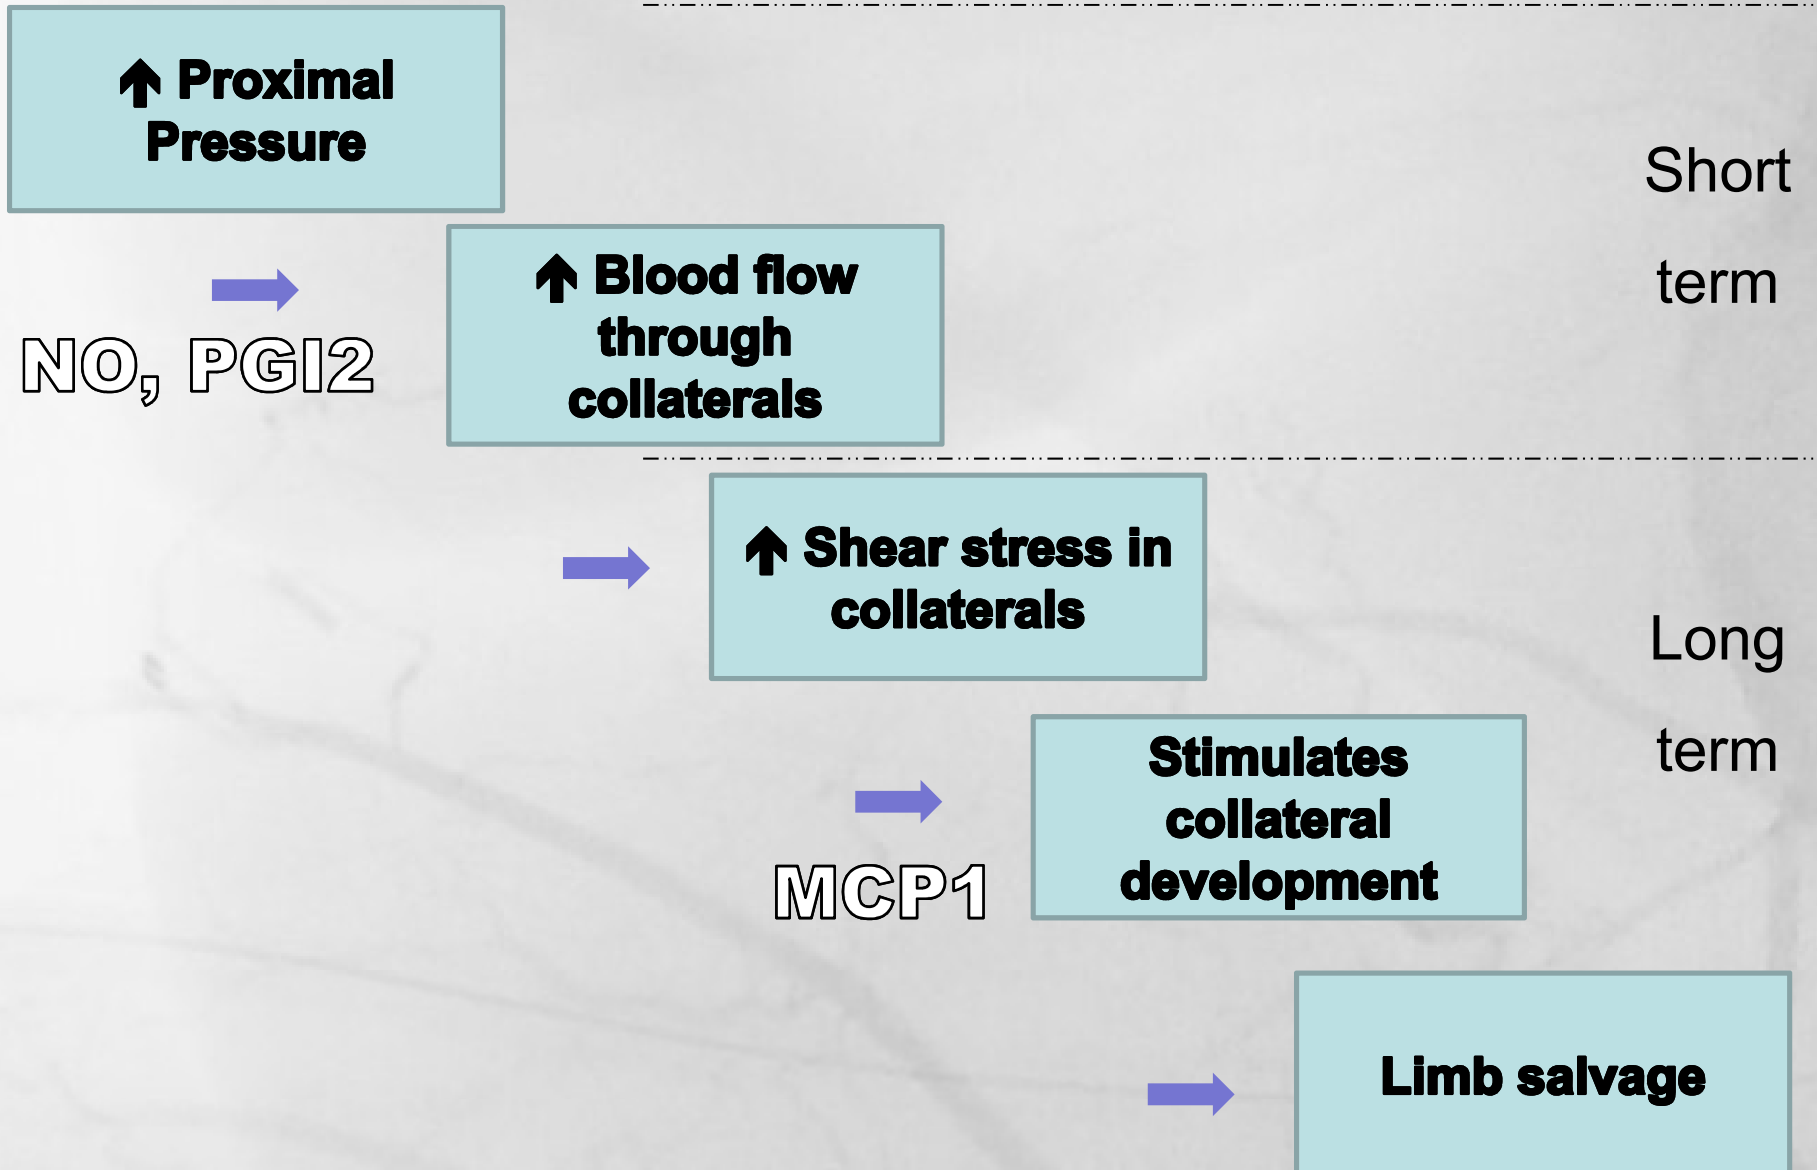 ↑ Proximal
Pressure
Short
term
↑ Blood flow
through
collaterals
NO, PGI2
↑ Shear stress in
collaterals
Long
term
Stimulates
collateral
development
MCP1
Limb salvage